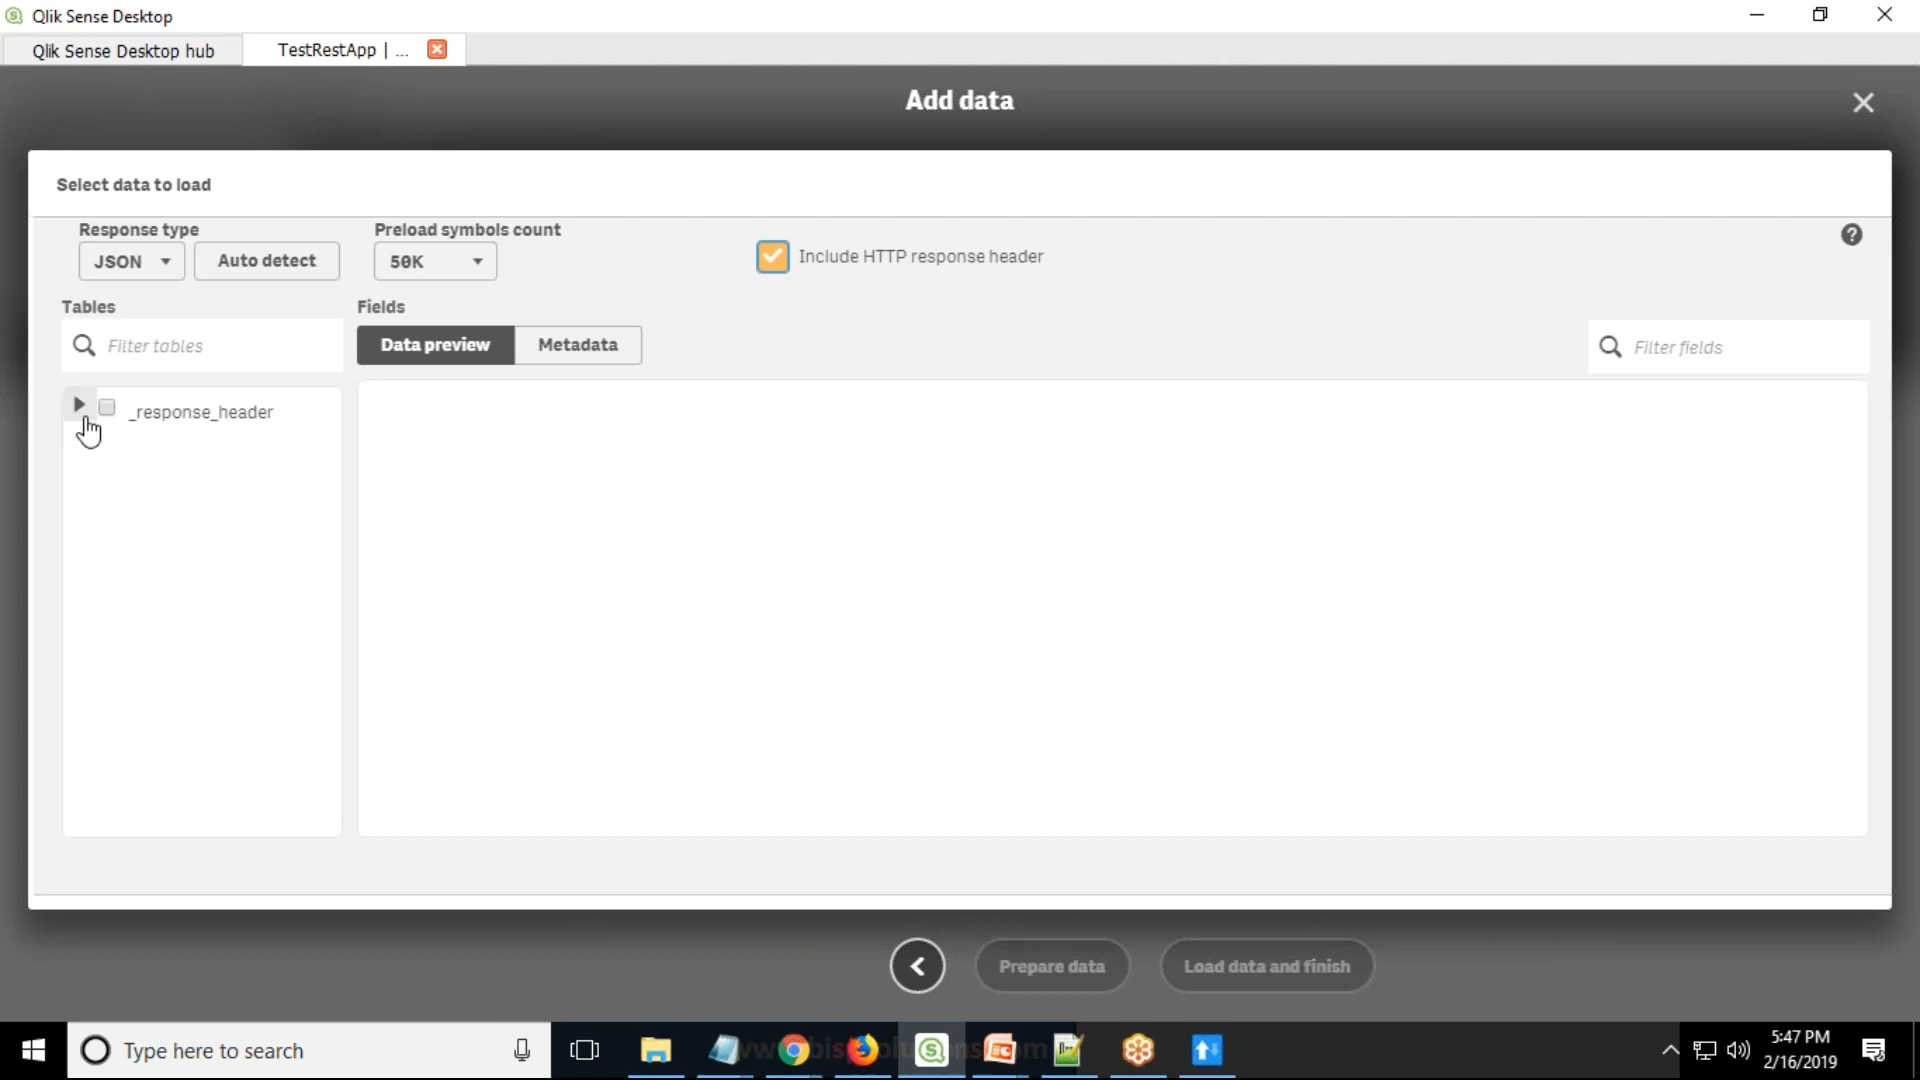 Qlik Sense Desktop
Qlik Sense Desktop hub
TestRestApp | ...
Add data
Select data to load
Response type
Preload symbols count
JSON
Auto detect
50K
Include HTTP response header
Tables
Fields
Filter tables
Data preview
Metadata
Filter fields
_response_header
Prepare data
Load data and finish
Type here to search
5:47 PM
2/16/2019